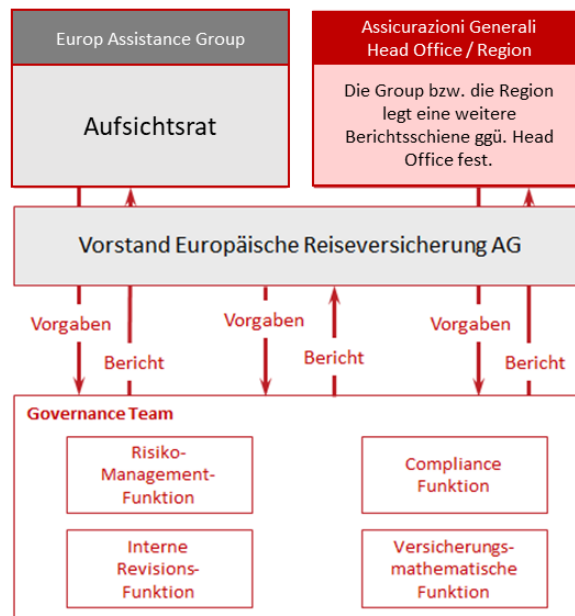 Europ Assistance Group
Aufsichtsrat
Assicurazioni Generali
Head Office / Region
Die Group bzw. die Region
legt eine weitere
Berichtsschiene ggü. Head
Office fest.
Vorstand Europäische Reiseversicherung AG
Vorgaben
Bericht
Vorgaben
Bericht
Vorgaben
Bericht
Governance Team
Risiko-
Management-
Funktion
Compliance
Funktion
Interne
Revisions-
Funktion
Versicherungs-
mathematische
Funktion